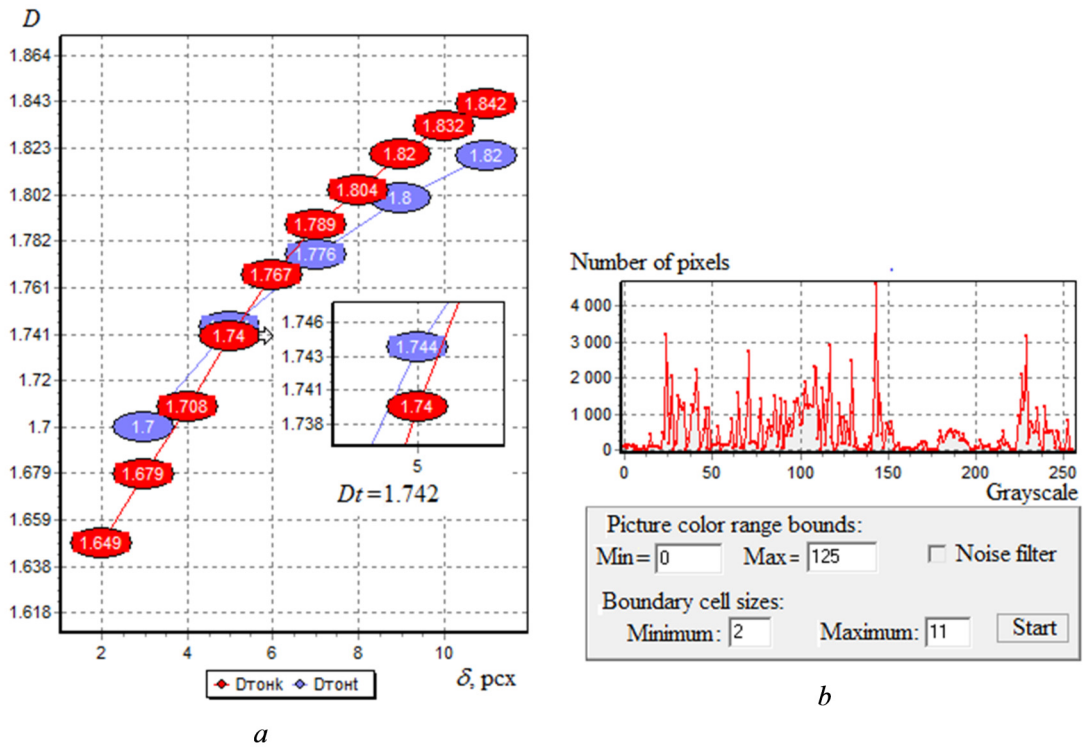 D
1.864
1.843
1.823
1.802
1.782
1.761
1.741
1.72
1.7
1.679
1.659
1.638
1.618
1.842
1.832
1.82
1.82
1.804
1.8
1.789
1.776
1.767
1.74
1.708
1.7
1.679
1.649
1.746
1.743
1.741
1.738
1.744
1.74
5
Dt=1.742
2 4 6 8 10
δ, pcx
Dтонk Dтонt
a
Number of pixels
4 000
3 000
2 000
1 000
0
0 50 100 150 200 250
Grayscale
Picture color range bounds:
Min= 0 Max= 125 Noise filter
Boundary cell sizes:
Minimum: 2 Maximum: 11 Start
b